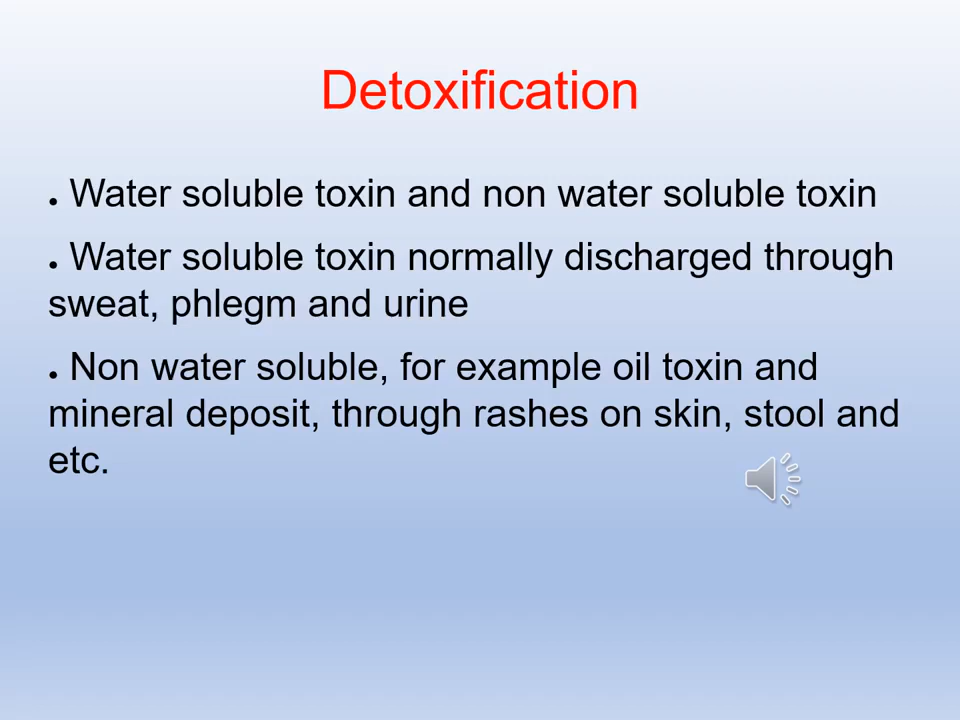 Detoxification
● Water soluble toxin and non water soluble toxin
● Water soluble toxin normally discharged through
sweat, phlegm and urine
● Non water soluble, for example oil toxin and
mineral deposit, through rashes on skin, stool and
etc.